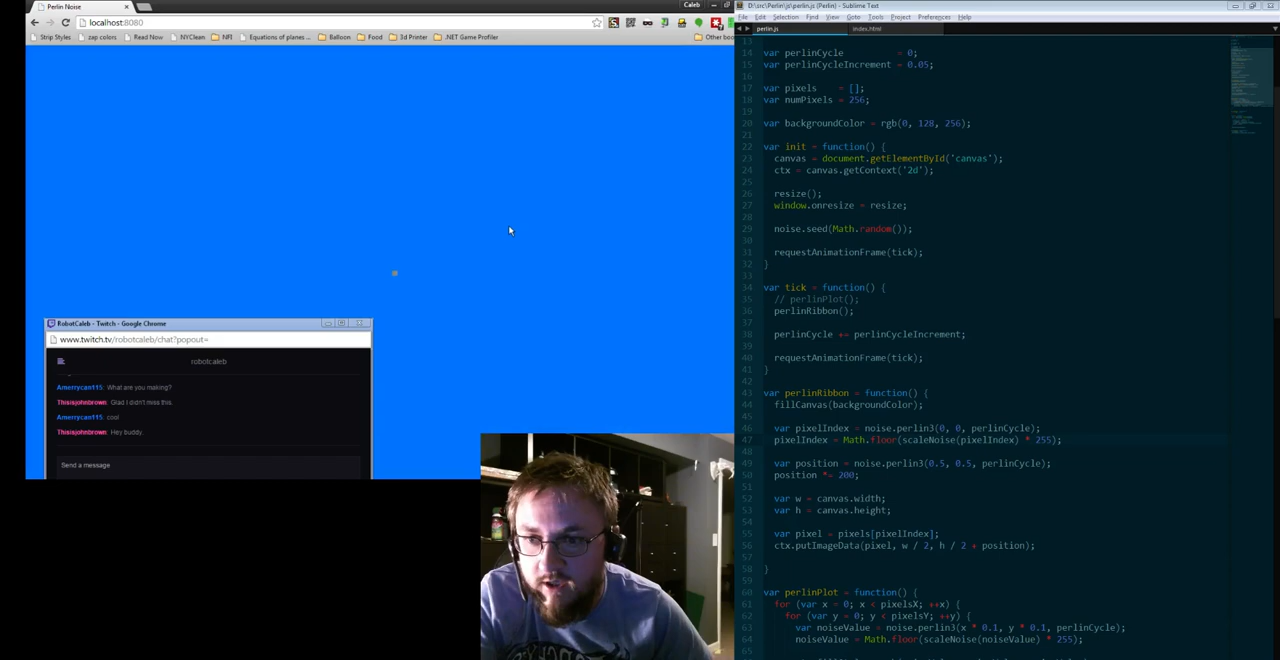 Perlin Noise
Caleb
localhost:8080
Strip Styles
zap colors
Read Now
NYClean
NFI
Equations of planes ...
Balloon
Food
3d Printer
.NET Game Profiler
Other boo
RobotCaleb - Twitch - Google Chrome
www.twitch.tv/robotcaleb/chat?popout=
robotcaleb
Amerrycan115: What are you making?
Thisisjohnbrown: Glad I didn't miss this.
Amerrycan115: cool
Thisisjohnbrown: Hey buddy.
Send a message
D:\src\Perlin\js\perlin.js (Perlin) - Sublime Text
File Edit Selection Find View Goto Tools Project Preferences Help
perlin.js
index.html
13
14 var perlinCycle = 0;
15 var perlinCycleIncrement = 0.05;
16
17 var pixels = [];
18 var numPixels = 256;
19
20 var backgroundColor = rgb(0, 128, 256);
21
22 var init = function() {
23 canvas = document.getElementById('canvas');
24 ctx = canvas.getContext('2d');
25
26 resize();
27 window.onresize = resize;
28
29 noise.seed(Math.random());
30
31 requestAnimationFrame(tick);
32 }
33
34 var tick = function() {
35 // perlinPlot();
36 perlinRibbon();
37
38 perlinCycle += perlinCycleIncrement;
39
40 requestAnimationFrame(tick);
41 }
42
43 var perlinRibbon = function() {
44 fillCanvas(backgroundColor);
45
46 var pixelIndex = noise.perlin3(0, 0, perlinCycle);
47 pixelIndex = Math.floor(scaleNoise(pixelIndex) * 255);
48
49 var position = noise.perlin3(0.5, 0.5, perlinCycle);
50 position *= 200;
51
52 var w = canvas.width;
53 var h = canvas.height;
54
55 var pixel = pixels[pixelIndex];
56 ctx.putImageData(pixel, w / 2, h / 2 + position);
57
58 }
59
60 var perlinPlot = function() {
61 for (var x = 0; x < pixelsX; ++x) {
62 for (var y = 0; y < pixelsY; ++y) {
63 var noiseValue = noise.perlin3(x * 0.1, y * 0.1, perlinCycle);
64 noiseValue = Math.floor(scaleNoise(noiseValue) * 255);
65